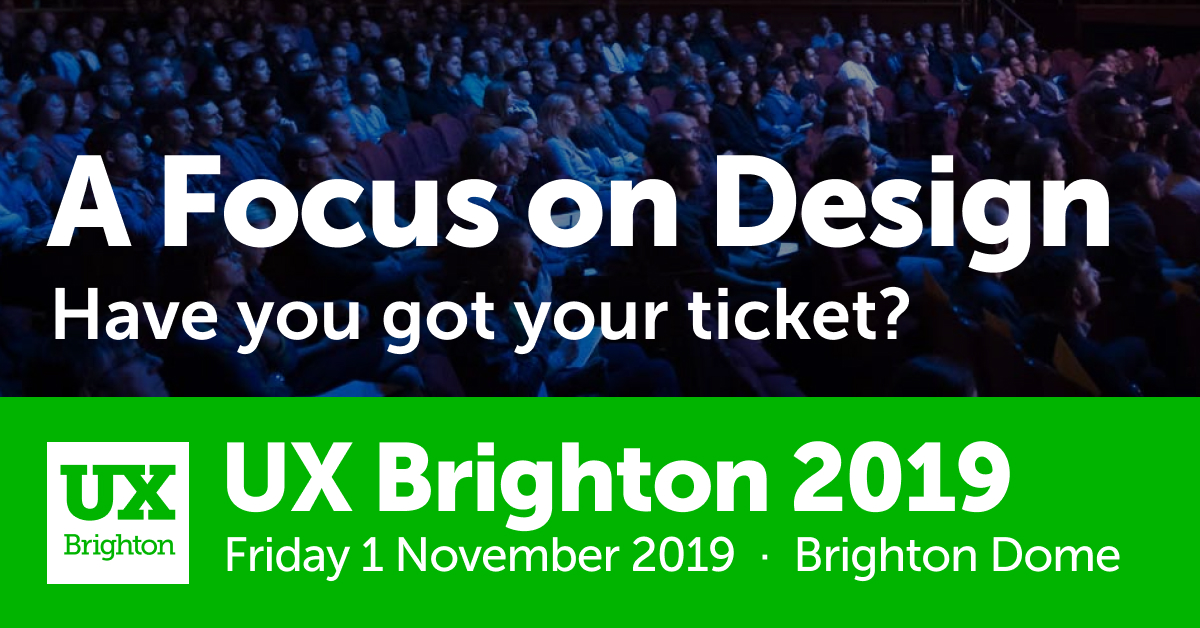 A Focus on Design
Have you got your ticket?
UX
Brighton
UX Brighton 2019
Friday 1 November 2019 · Brighton Dome